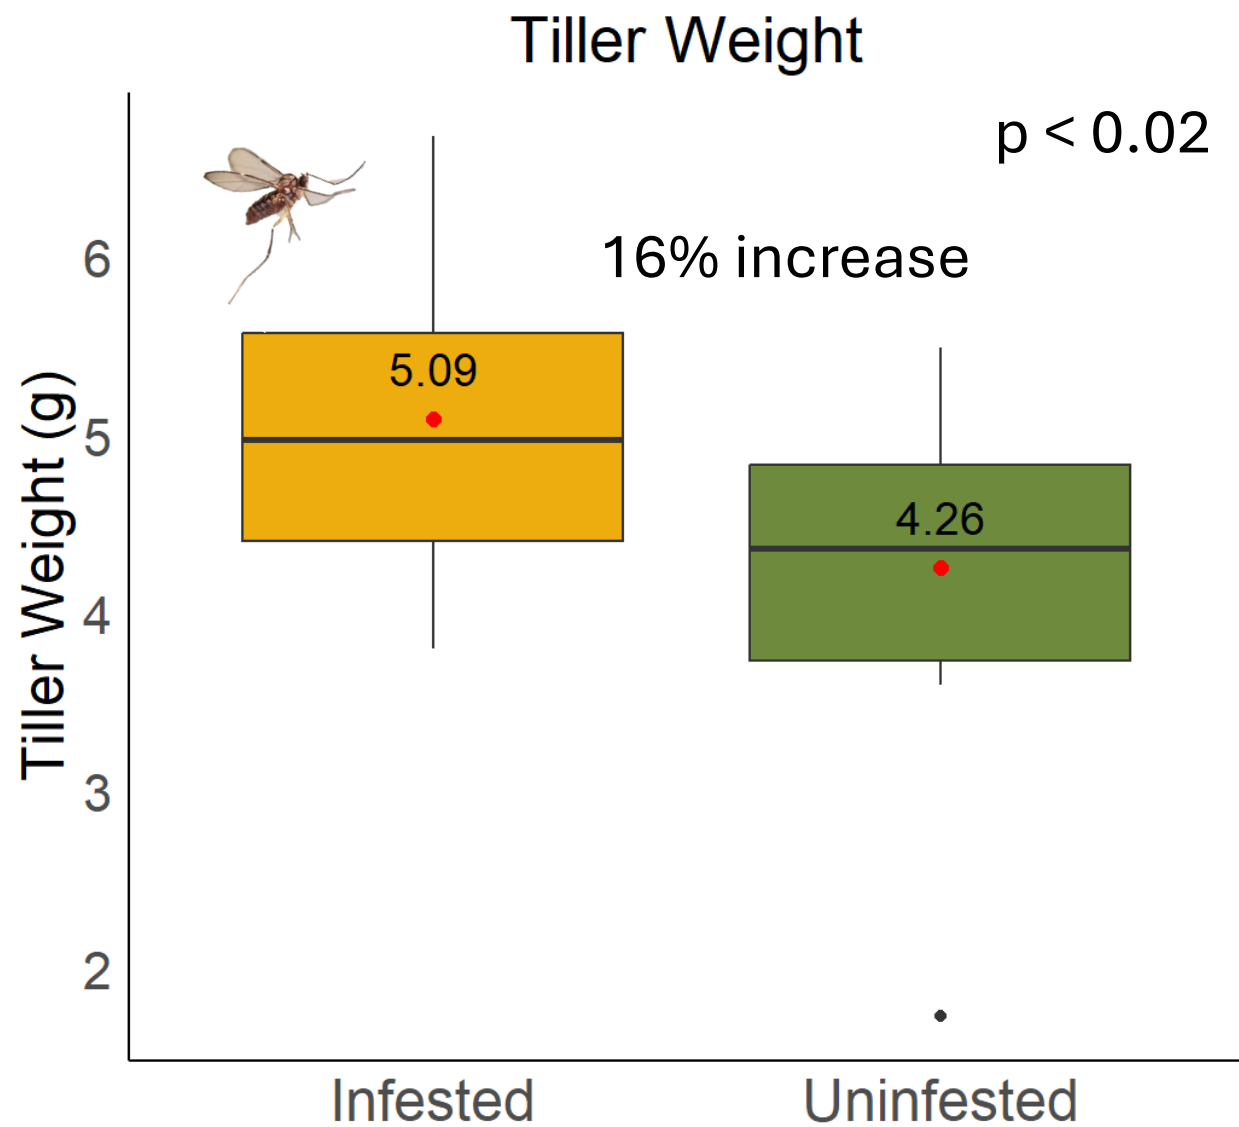 Tiller Weight
p < 0.02
16% increase
Tiller Weight (g)
6
5
4
3
2
5.09
4.26
Infested
Uninfested